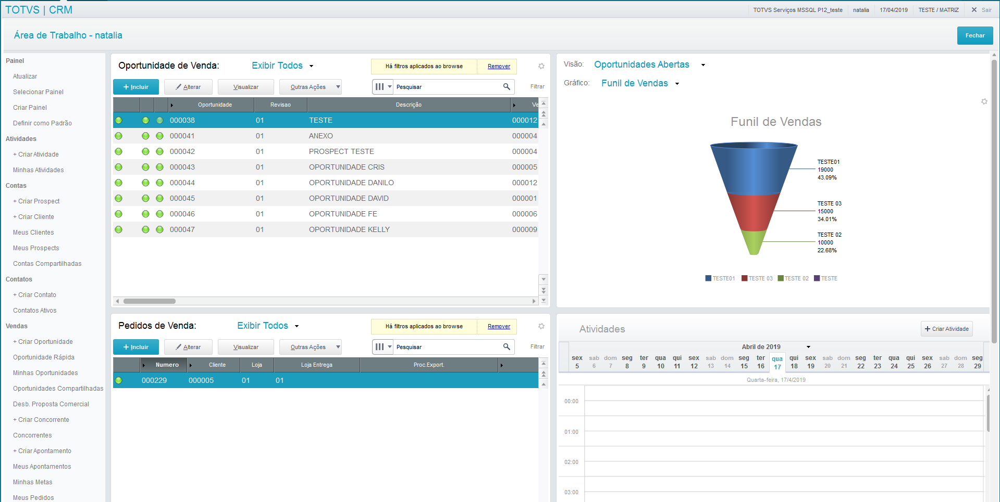 TOTVS | CRM
TOTVS Serviços MSSQL P12_teste
natalia
17/04/2019
TESTE / MATRIZ
Sair
Área de Trabalho - natalia
Fechar
Painel
Atualizar
Selecionar Painel
Criar Painel
Definir como Padrão
Atividades
+ Criar Atividade
Minhas Atividades
Contas
+ Criar Prospect
+ Criar Cliente
Meus Clientes
Meus Prospects
Contas Compartilhadas
Contatos
+ Criar Contato
Contatos Ativos
Vendas
+ Criar Oportunidade
Oportunidade Rápida
Minhas Oportunidades
Oportunidades Compartilhadas
Desb. Proposta Comercial
+ Criar Concorrente
Concorrentes
+ Criar Apontamento
Meus Apontamentos
Minhas Metas
Meus Pedidos
Oportunidade de Venda: Exibir Todos
Há filtros aplicados ao browse Remover
+ Incluir Alterar Visualizar Outras Ações Pesquisar Filtrar
Oportunidade Revisao Descrição Ve
000038 01 TESTE 000012
000041 01 ANEXO 000004
000042 01 PROSPECT TESTE 000004
000043 01 OPORTUNIDADE CRIS 000005
000044 01 OPORTUNIDADE DANILO 000012
000045 01 OPORTUNIDADE DAVID 000001
000046 01 OPORTUNIDADE FE 000006
000047 01 OPORTUNIDADE KELLY 000009
Visão: Oportunidades Abertas
Gráfico: Funil de Vendas
Funil de Vendas
TESTE01
19000
43.09%
TESTE 03
15000
34.01%
TESTE 02
10000
22.68%
TESTE01 TESTE 03 TESTE 02 TESTE
Pedidos de Venda: Exibir Todos
Há filtros aplicados ao browse Remover
+ Incluir Alterar Visualizar Outras Ações Pesquisar Filtrar
Numero Cliente Loja Loja Entrega Proc.Export.
000229 000005 01 01
Atividades
+ Criar Atividade
Abril de 2019
sex sab dom seg ter qua qui sex sab dom seg ter qua qui sex sab dom seg ter qua qui sex sab dom seg
5 6 7 8 9 10 11 12 13 14 15 16 17 18 19 20 21 22 23 24 25 26 27 28 29
Quarta-feira, 17/4/2019
00:00
01:00
02:00
03:00